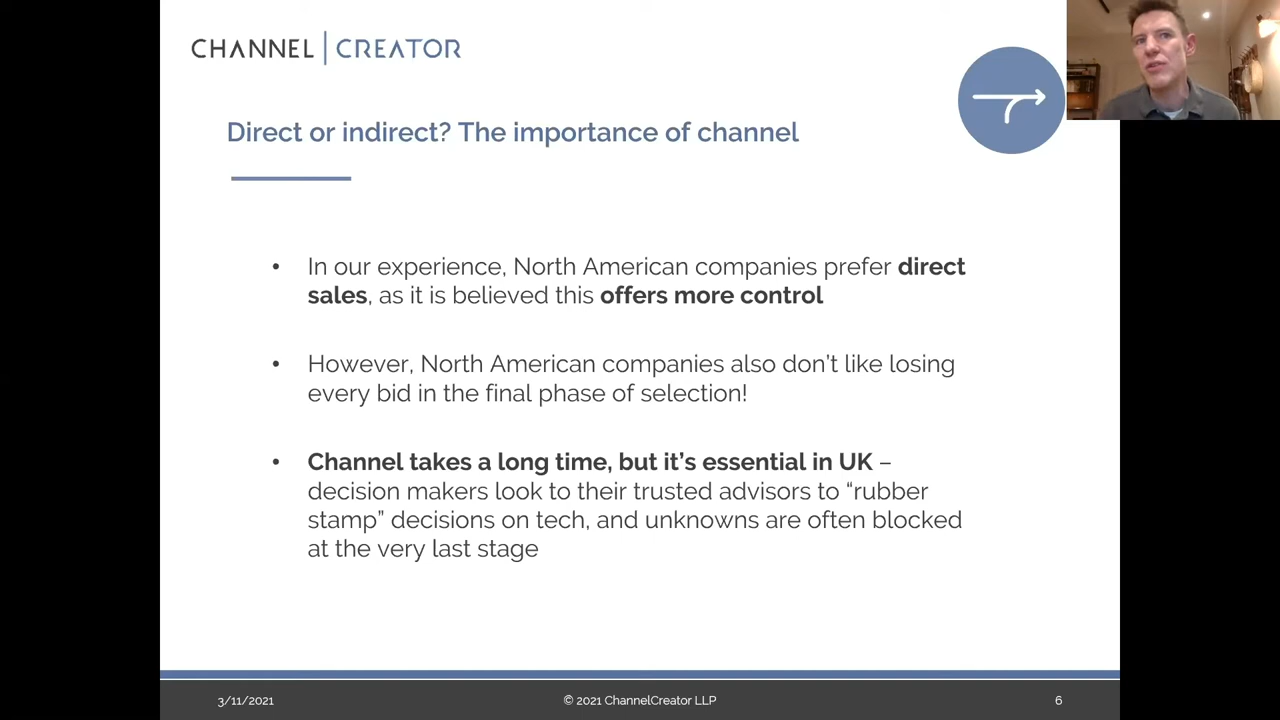 CHANNEL | CREATOR
Direct or indirect? The importance of channel
• In our experience, North American companies prefer direct
sales, as it is believed this offers more control
• However, North American companies also don’t like losing
every bid in the final phase of selection!
• Channel takes a long time, but it’s essential in UK –
decision makers look to their trusted advisors to “rubber
stamp” decisions on tech, and unknowns are often blocked
at the very last stage
3/11/2021
© 2021 ChannelCreator LLP
6